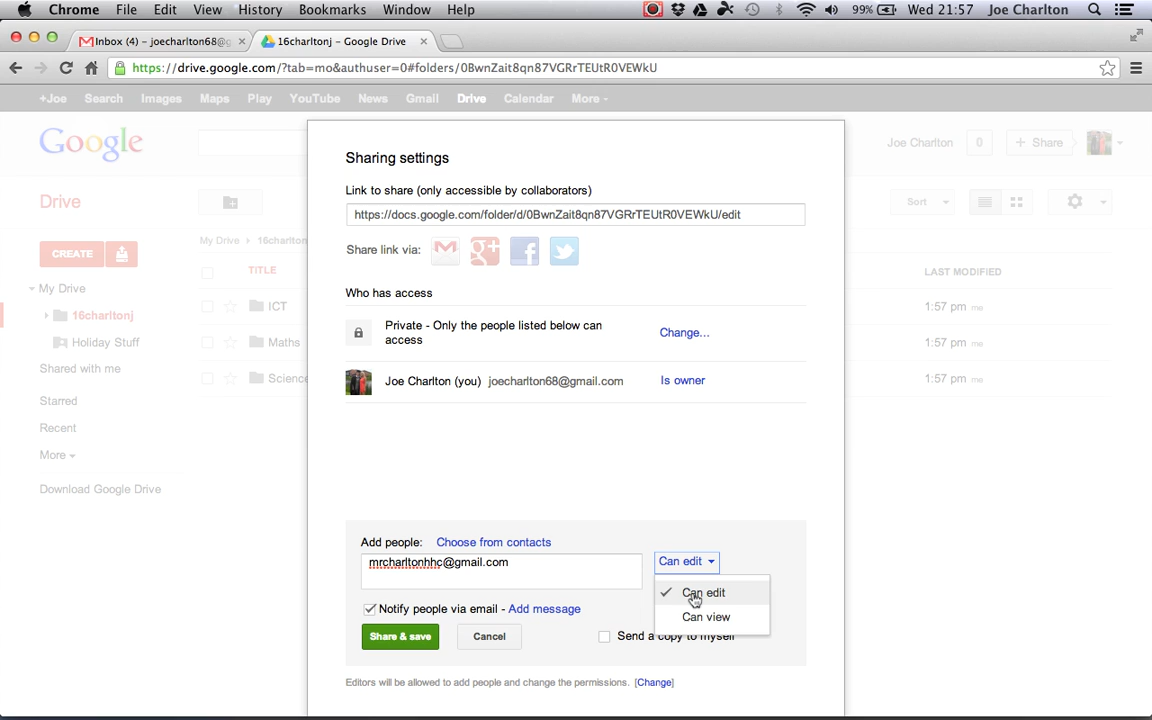 Chrome File Edit View History Bookmarks Window Help 99% Wed 21:57 Joe Charlton
Inbox (4) - joecharlton68@g × 16charltonj - Google Drive ×
https://drive.google.com/?tab=mo&authuser=0#folders/0BwnZait8qn87VGRrTEUtR0VEWkU
+Joe Search Images Maps Play YouTube News Gmail Drive Calendar More
Google Joe Charlton 0 + Share
Drive Sort
My Drive > 16charlton
CREATE
TITLE LAST MODIFIED
My Drive
16charltonj
Holiday Stuff
Shared with me
Starred
Recent
More
Download Google Drive
ICT 1:57 pm me
Maths 1:57 pm me
Science 1:57 pm me
Sharing settings
Link to share (only accessible by collaborators)
https://docs.google.com/folder/d/0BwnZait8qn87VGRrTEUtR0VEWkU/edit
Share link via:
Who has access
Private - Only the people listed below can
access
Change...
Joe Charlton (you) joecharlton68@gmail.com Is owner
Add people: Choose from contacts
mrcharltonhhc@gmail.com Can edit
Can edit
Can view
Notify people via email - Add message
Share & save Cancel Send a copy to myself
Editors will be allowed to add people and change the permissions. [Change]